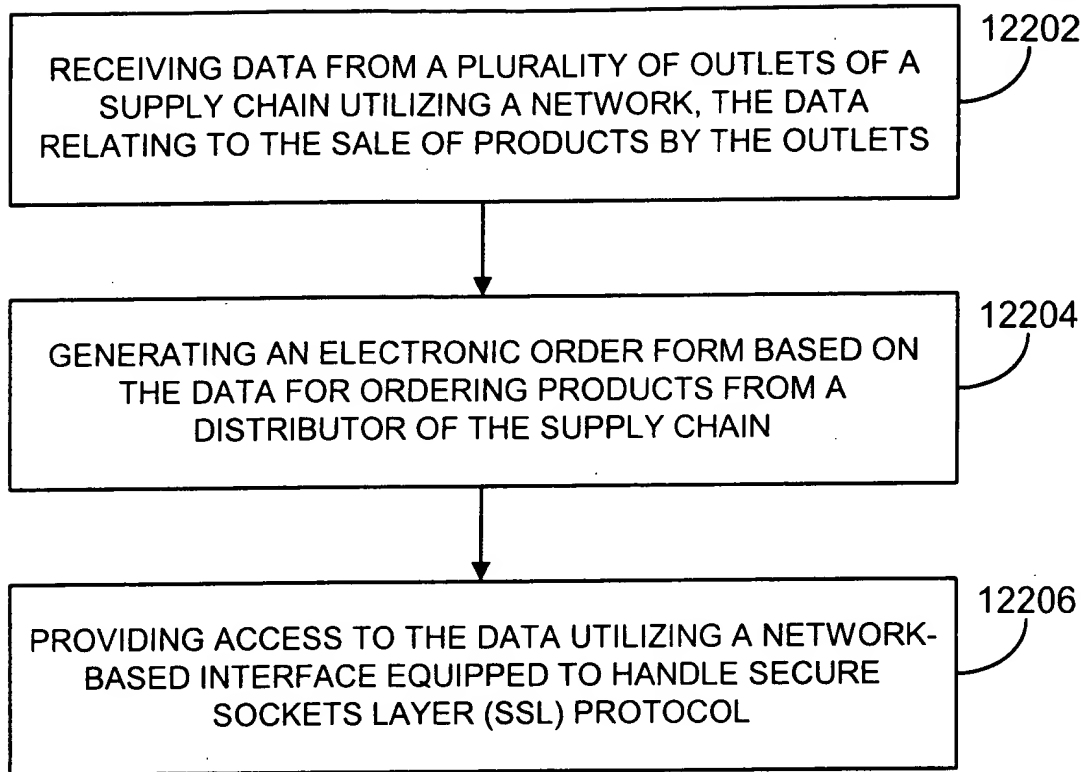 12202
RECEIVING DATA FROM A PLURALITY OF OUTLETS OF A
SUPPLY CHAIN UTILIZING A NETWORK, THE DATA
RELATING TO THE SALE OF PRODUCTS BY THE OUTLETS
12204
GENERATING AN ELECTRONIC ORDER FORM BASED ON
THE DATA FOR ORDERING PRODUCTS FROM A
DISTRIBUTOR OF THE SUPPLY CHAIN
12206
PROVIDING ACCESS TO THE DATA UTILIZING A NETWORK-
BASED INTERFACE EQUIPPED TO HANDLE SECURE
SOCKETS LAYER (SSL) PROTOCOL